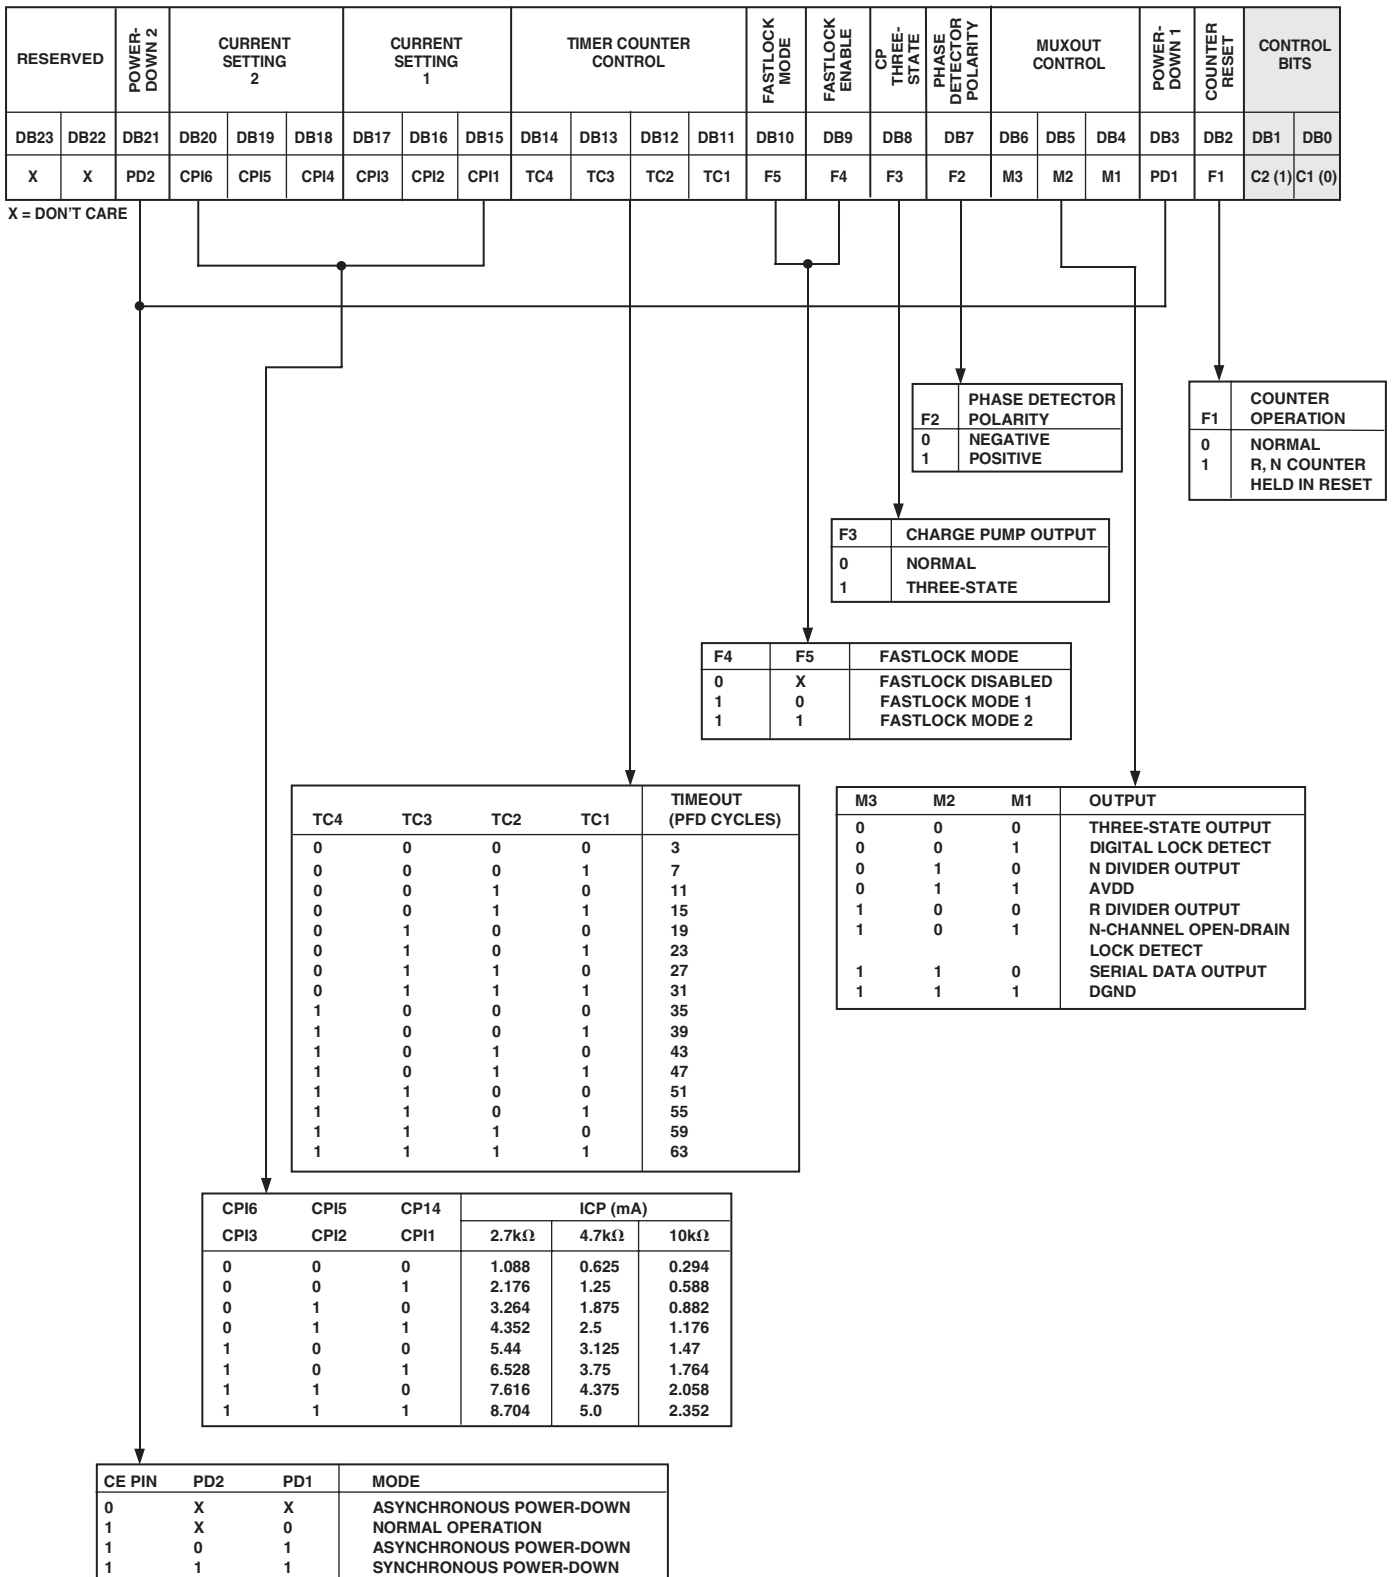 RESERVED
POWER-
DOWN 2
CURRENT
SETTING
2
CURRENT
SETTING
1
TIMER COUNTER
CONTROL
FASTLOCK
MODE
FASTLOCK
ENABLE
CP
THREE-
STATE
PHASE
DETECTOR
POLARITY
MUXOUT
CONTROL
POWER-
DOWN 1
COUNTER
RESET
CONTROL
BITS
DB23 DB22 DB21 DB20 DB19 DB18 DB17 DB16 DB15 DB14 DB13 DB12 DB11 DB10 DB9 DB8 DB7 DB6 DB5 DB4 DB3 DB2 DB1 DB0
X X PD2 CPI6 CPI5 CPI4 CPI3 CPI2 CPI1 TC4 TC3 TC2 TC1 F5 F4 F3 F2 M3 M2 M1 PD1 F1 C2 (1) C1 (0)
X = DON'T CARE
PHASE DETECTOR
F2 POLARITY
0 NEGATIVE
1 POSITIVE
COUNTER
F1 OPERATION
0 NORMAL
1 R, N COUNTER
HELD IN RESET
F3 CHARGE PUMP OUTPUT
0 NORMAL
1 THREE-STATE
F4 F5 FASTLOCK MODE
0 X FASTLOCK DISABLED
1 0 FASTLOCK MODE 1
1 1 FASTLOCK MODE 2
TIMEOUT
TC4 TC3 TC2 TC1 (PFD CYCLES)
0 0 0 0 3
0 0 0 1 7
0 0 1 0 11
0 0 1 1 15
0 1 0 0 19
0 1 0 1 23
0 1 1 0 27
0 1 1 1 31
1 0 0 0 35
1 0 0 1 39
1 0 1 0 43
1 0 1 1 47
1 1 0 0 51
1 1 0 1 55
1 1 1 0 59
1 1 1 1 63
M3 M2 M1 OUTPUT
0 0 0 THREE-STATE OUTPUT
0 0 1 DIGITAL LOCK DETECT
0 1 0 N DIVIDER OUTPUT
0 1 1 AVDD
1 0 0 R DIVIDER OUTPUT
1 0 1 N-CHANNEL OPEN-DRAIN
LOCK DETECT
1 1 0 SERIAL DATA OUTPUT
1 1 1 DGND
CPI6 CPI5 CP14 ICP (mA)
CPI3 CPI2 CPI1 2.7kΩ 4.7kΩ 10kΩ
0 0 0 1.088 0.625 0.294
0 0 1 2.176 1.25 0.588
0 1 0 3.264 1.875 0.882
0 1 1 4.352 2.5 1.176
1 0 0 5.44 3.125 1.47
1 0 1 6.528 3.75 1.764
1 1 0 7.616 4.375 2.058
1 1 1 8.704 5.0 2.352
CE PIN PD2 PD1 MODE
0 X X ASYNCHRONOUS POWER-DOWN
1 X 0 NORMAL OPERATION
1 0 1 ASYNCHRONOUS POWER-DOWN
1 1 1 SYNCHRONOUS POWER-DOWN